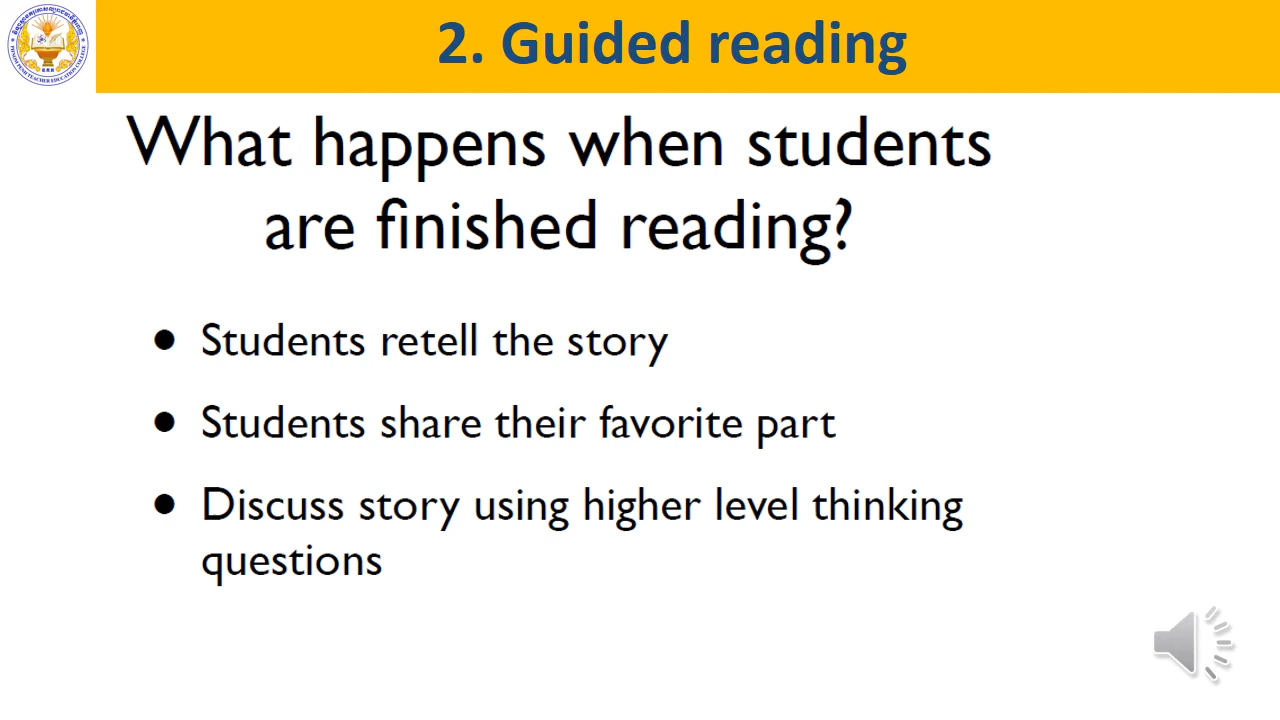 2. Guided reading
What happens when students
are finished reading?
• Students retell the story
• Students share their favorite part
• Discuss story using higher level thinking
questions